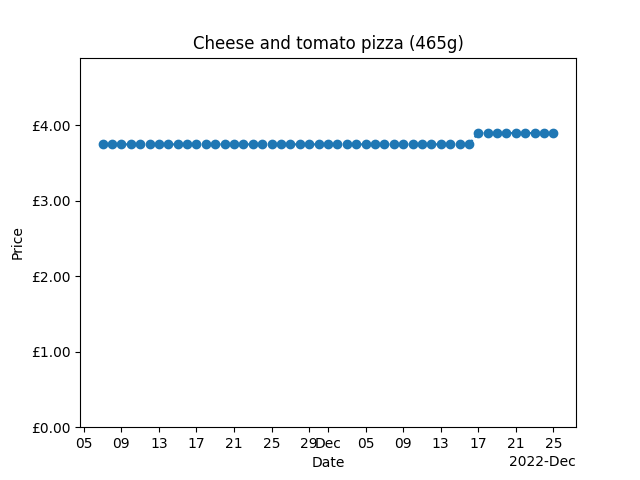 Cheese and tomato pizza (465g)
£4.00
£3.00
£2.00
£1.00
£0.00
Price
05 09 13 17 21 25 29 Dec 05 09 13 17 21 25
Date
2022-Dec